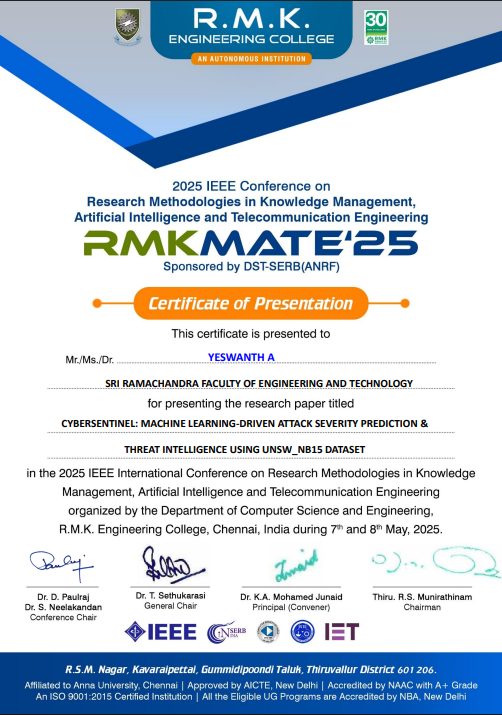 R.M.K.
ENGINEERING COLLEGE
AN AUTONOMOUS INSTITUTION
30
RMK
2025 IEEE Conference on
Research Methodologies in Knowledge Management,
Artificial Intelligence and Telecommunication Engineering
RMKMATE‘25
Sponsored by DST-SERB(ANRF)
Certificate of Presentation
This certificate is presented to
Mr./Ms./Dr. YESWANTH A
SRI RAMACHANDRA FACULTY OF ENGINEERING AND TECHNOLOGY
for presenting the research paper titled
CYBERSENTINEL: MACHINE LEARNING-DRIVEN ATTACK SEVERITY PREDICTION &
THREAT INTELLIGENCE USING UNSW_NB15 DATASET
in the 2025 IEEE International Conference on Research Methodologies in Knowledge
Management, Artificial Intelligence and Telecommunication Engineering
organized by the Department of Computer Science and Engineering,
R.M.K. Engineering College, Chennai, India during 7th and 8th May, 2025.
Dr. D. Paulraj
Dr. S. Neelakandan
Conference Chair
Dr. T. Sethukarasi
General Chair
Dr. K.A. Mohamed Junaid
Principal (Convener)
Thiru. R.S. Munirathinam
Chairman
IEEE
SERB
INDIA
IET
R.S.M. Nagar, Kavaraipettai, Gummidipoondi Taluk, Thiruvallur District 601 206.
Affiliated to Anna University, Chennai | Approved by AICTE, New Delhi | Accredited by NAAC with A+ Grade
An ISO 9001:2015 Certified Institution | All the Eligible UG Programs are Accredited by NBA, New Delhi